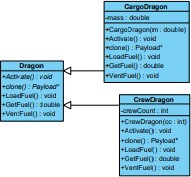 CargoDragon
-mass : double
+CargoDragon(m : double)
+Activate() : void
+clone() : Payload*
+LoadFuel() : void
+GetFuel() : double
+VentFuel() : void
Dragon
+Activate() : void
+clone() : Payload*
+LoadFuel() : void
+GetFuel() : double
+VentFuel() : void
CrewDragon
-crewCount : int
+CrewDragon(cc : int)
+Activate() : void
+clone() : Payload*
+LoadFuel() : void
+GetFuel() : double
+VentFuel() : void